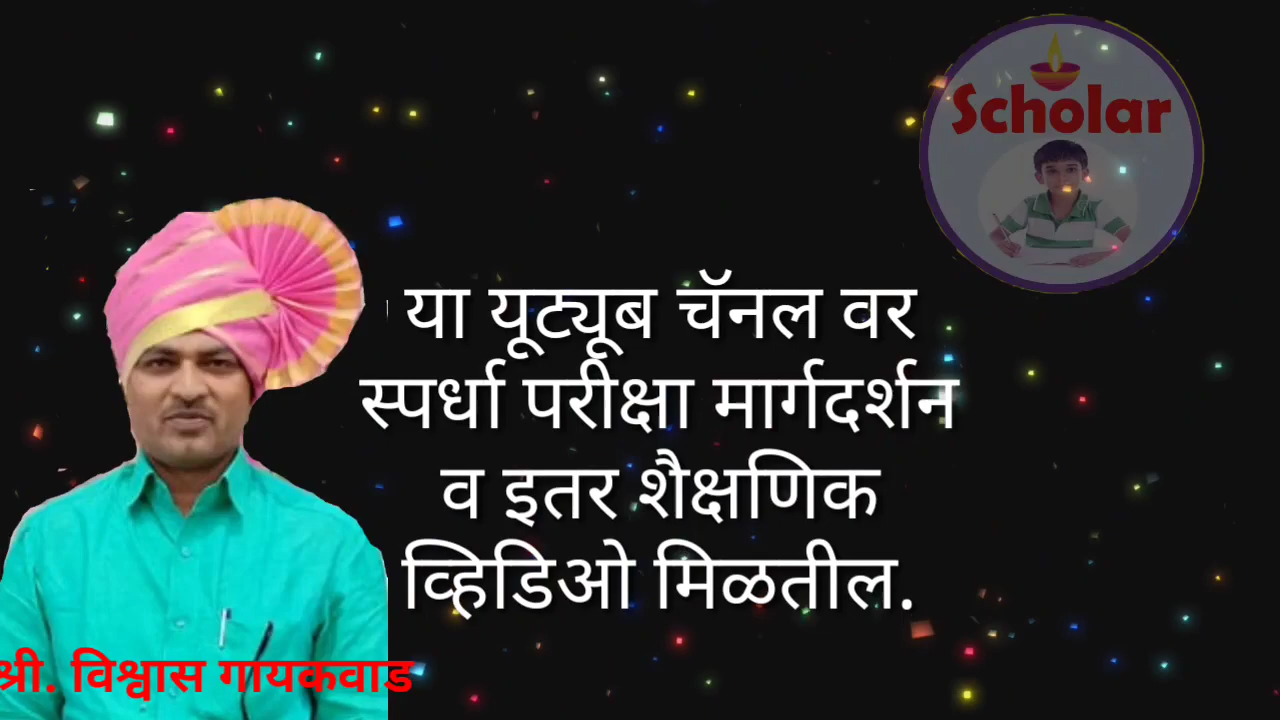 Scholar
या यूट्यूब चॅनल वर
स्पर्धा परीक्षा मार्गदर्शन
व इतर शैक्षणिक
व्हिडिओ मिळतील.
श्री. विश्वास गायकवाड